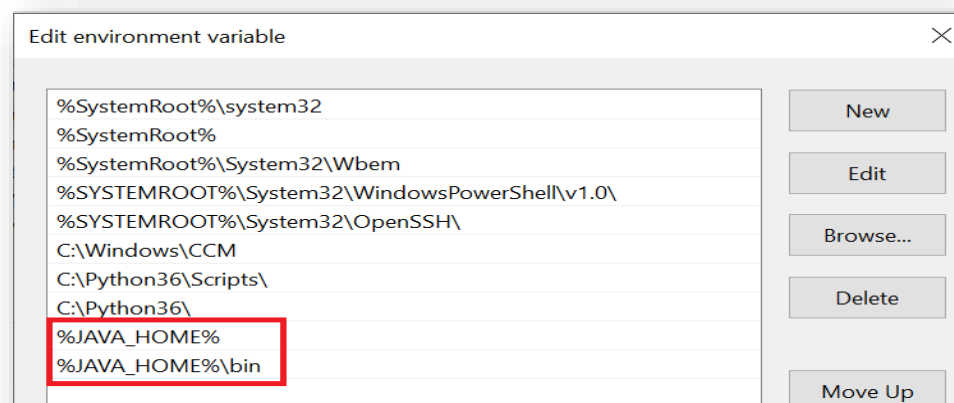 Edit environment variable
%SystemRoot%\system32
%SystemRoot%
%SystemRoot%\System32\Wbem
%SYSTEMROOT%\System32\WindowsPowerShell\v1.0\
%SYSTEMROOT%\System32\OpenSSH\
C:\Windows\CCM
C:\Python36\Scripts\
C:\Python36\
%JAVA_HOME%
%JAVA_HOME%\bin
New
Edit
Browse...
Delete
Move Up